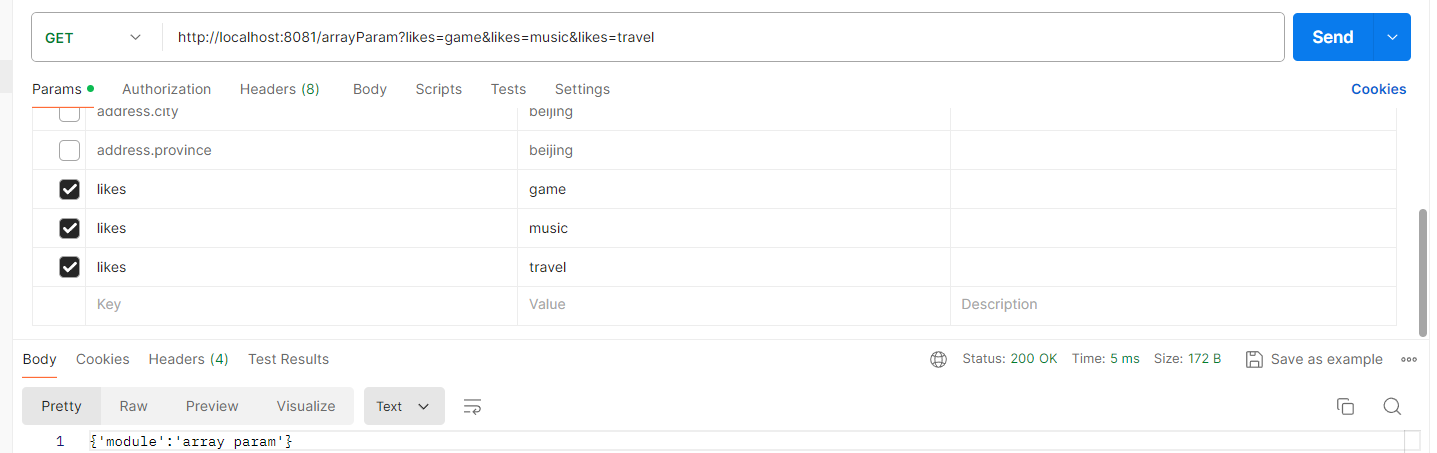 GET http://localhost:8081/arrayParam?likes=game&likes=music&likes=travel Send
Params Authorization Headers (8) Body Scripts Tests Settings Cookies
address.city beijing
address.province beijing
likes game
likes music
likes travel
Key Value Description
Body Cookies Headers (4) Test Results Status: 200 OK Time: 5 ms Size: 172 B Save as example
Pretty Raw Preview Visualize Text
1 {'module':'array param'}